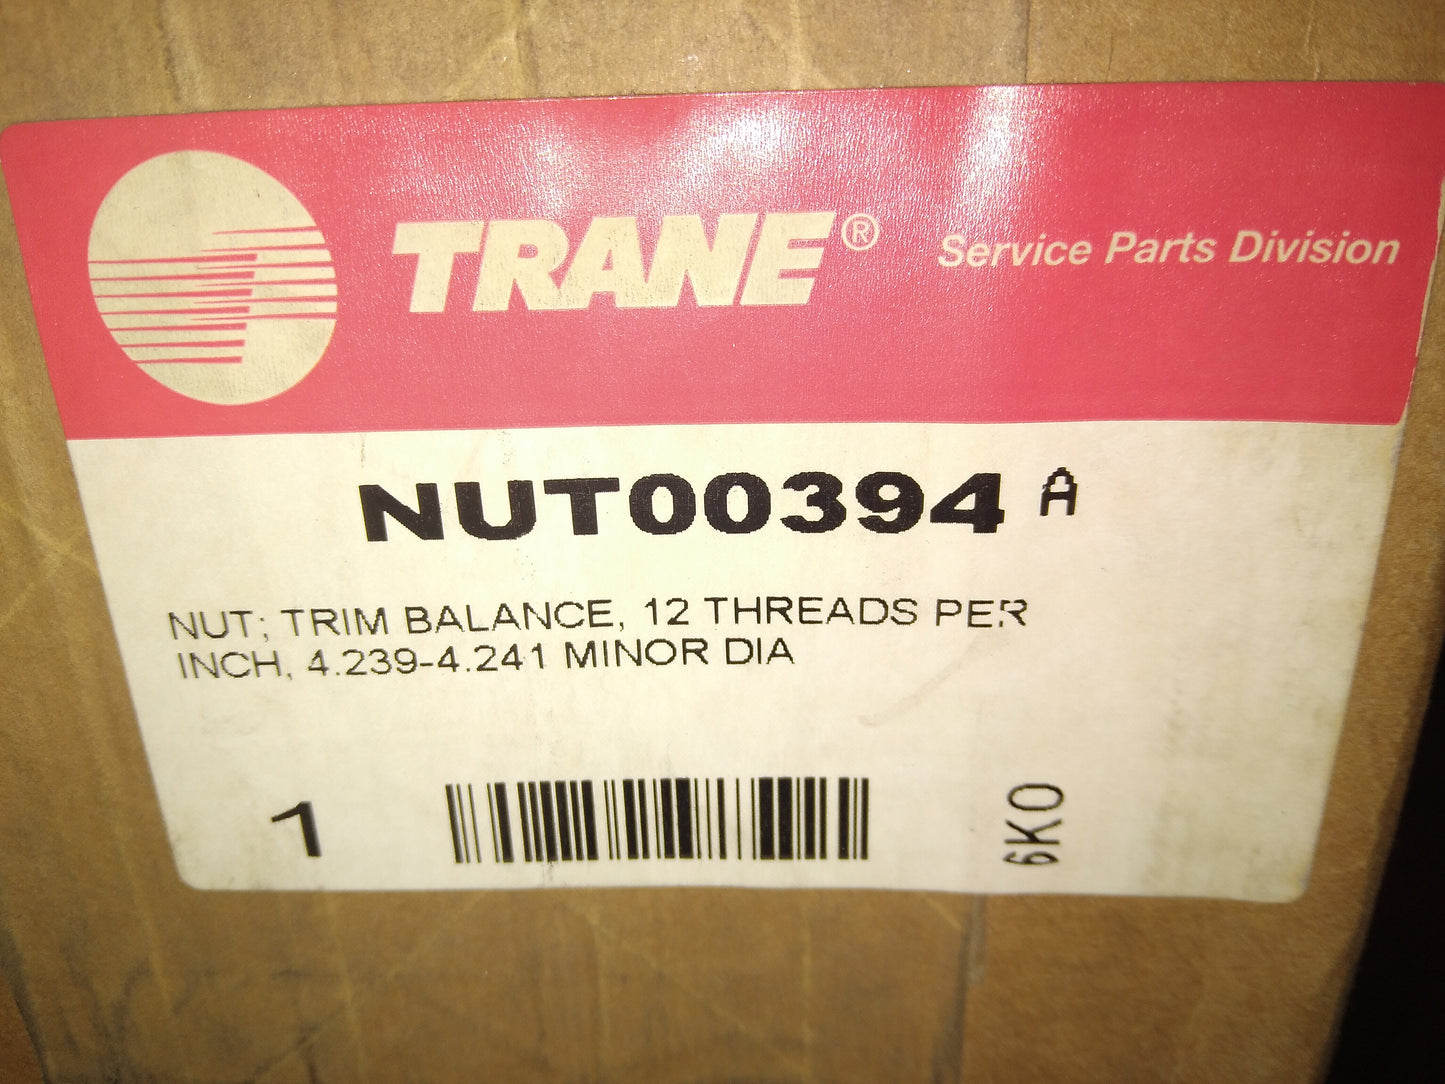 TRANE® Service Parts Division
NUT00394 A
NUT; TRIM BALANCE, 12 THREADS PER
INCH, 4.239-4.241 MINOR DIA
1
6K0